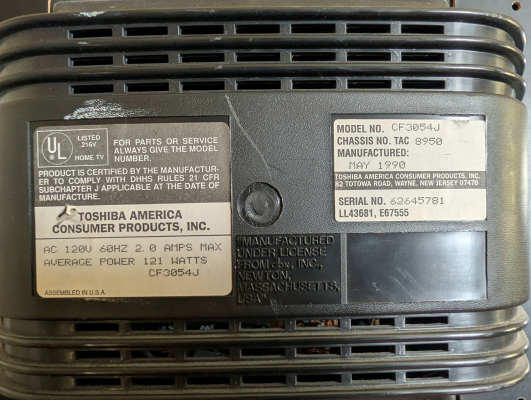 UL
LISTED
216V
HOME TV
FOR PARTS OR SERVICE
ALWAYS GIVE THE MODEL
NUMBER.
PRODUCT IS CERTIFIED BY THE MANUFACTUR-
ER TO COMPLY WITH DHHS RULES 21 CFR
SUBCHAPTER J APPLICABLE AT THE DATE OF
MANUFACTURE.
TOSHIBA AMERICA
CONSUMER PRODUCTS, INC.
AC 120V 60HZ 2.0 AMPS MAX
AVERAGE POWER 121 WATTS
CF3054J
ASSEMBLED IN U.S.A.
"MANUFACTURED
UNDER LICENSE
FROM cbx, INC.,
NEWTON,
MASSACHUSETTS,
USA"
MODEL NO. CF3054J
CHASSIS NO. TAC 8950
MANUFACTURED:
MAY 1990
TOSHIBA AMERICA CONSUMER PRODUCTS, INC.
82 TOTOWA ROAD, WAYNE, NEW JERSEY 07470
SERIAL NO. 62645781
LL43681, E67555